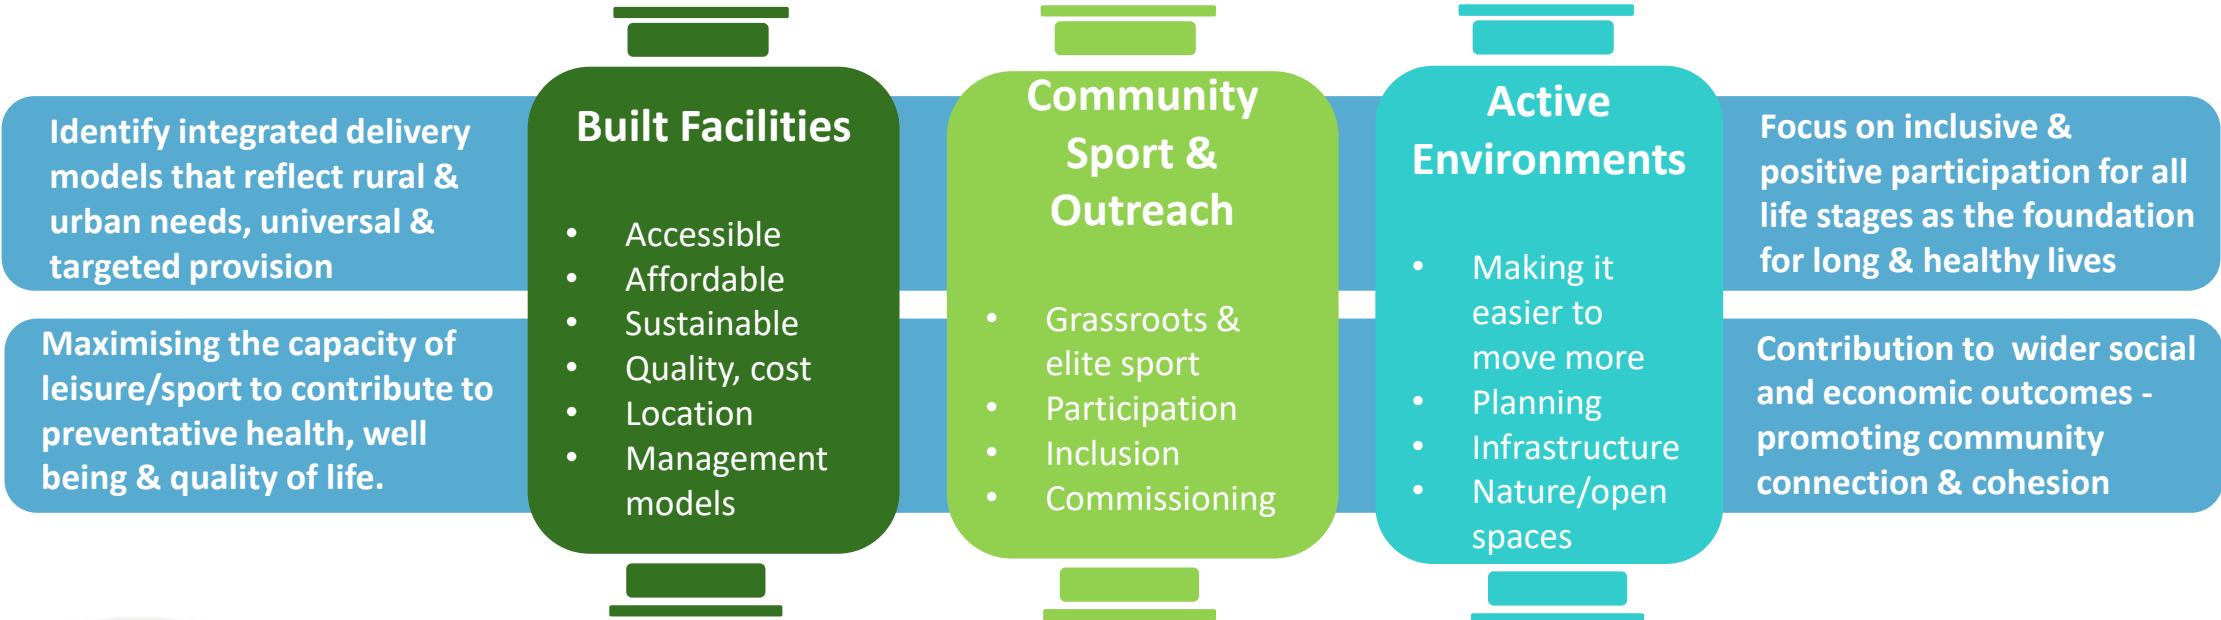 Identify integrated delivery
models that reflect rural &
urban needs, universal &
targeted provision
Maximising the capacity of
leisure/sport to contribute to
preventative health, well
being & quality of life.
Built Facilities
• Accessible
• Affordable
• Sustainable
• Quality, cost
• Location
• Management
models
Community
Sport &
Outreach
• Grassroots &
elite sport
• Participation
• Inclusion
• Commissioning
Active
Environments
• Making it
easier to
move more
• Planning
• Infrastructure
• Nature/open
spaces
Focus on inclusive &
positive participation for all
life stages as the foundation
for long & healthy lives
Contribution to  wider social
and economic outcomes -
promoting community
connection & cohesion